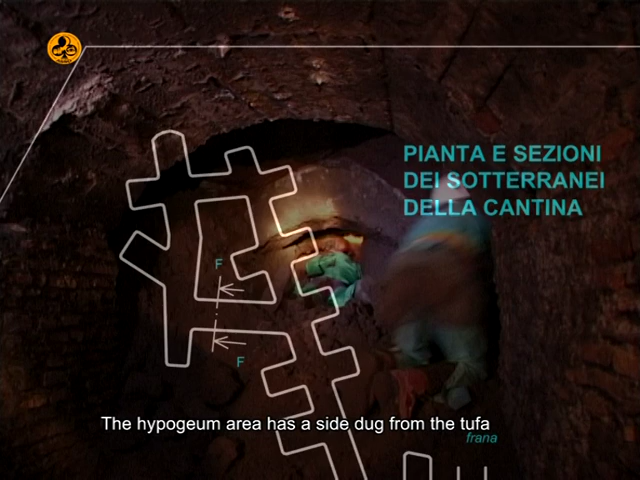 PIANTA E SEZIONI
DEI SOTTERRANEI
DELLA CANTINA
F
F
The hypogeum area has a side dug from the tufa
frana